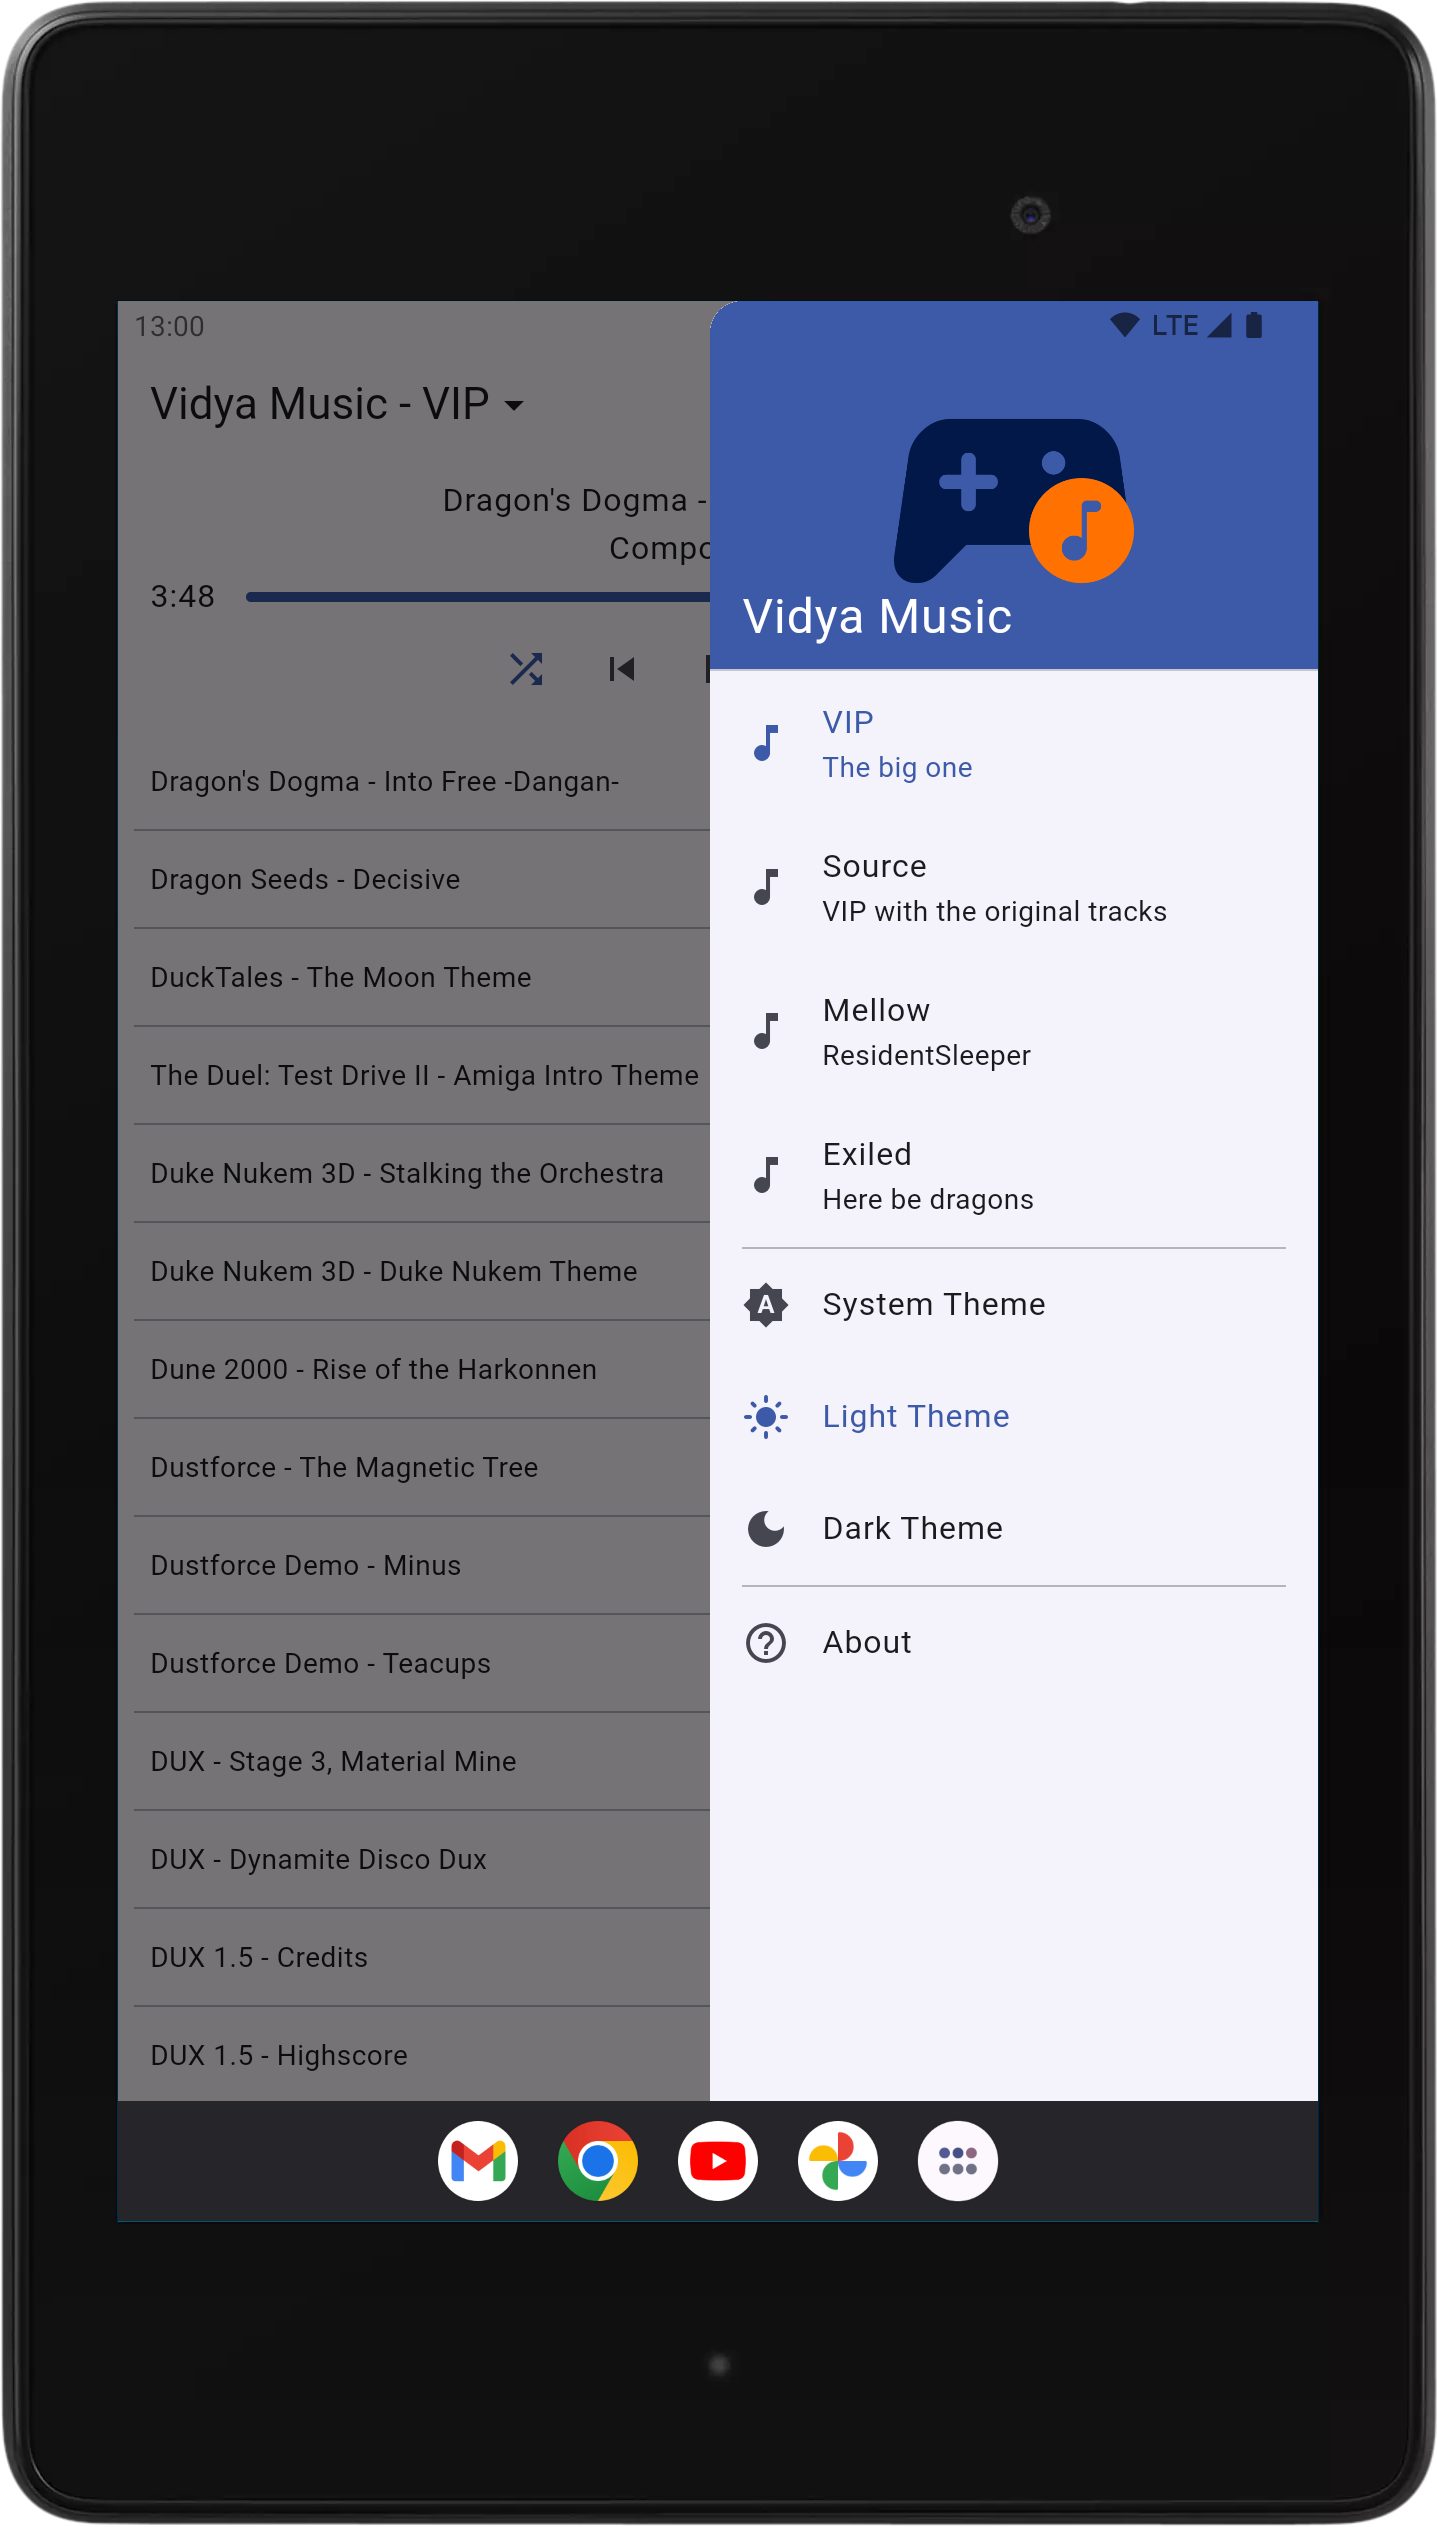 13:00
LTE
Vidya Music - VIP
Dragon's Dogma -
Compo
3:48
Dragon's Dogma - Into Free -Dangan-
Dragon Seeds - Decisive
DuckTales - The Moon Theme
The Duel: Test Drive II - Amiga Intro Theme
Duke Nukem 3D - Stalking the Orchestra
Duke Nukem 3D - Duke Nukem Theme
Dune 2000 - Rise of the Harkonnen
Dustforce - The Magnetic Tree
Dustforce Demo - Minus
Dustforce Demo - Teacups
DUX - Stage 3, Material Mine
DUX - Dynamite Disco Dux
DUX 1.5 - Credits
DUX 1.5 - Highscore
Vidya Music
VIP
The big one
Source
VIP with the original tracks
Mellow
ResidentSleeper
Exiled
Here be dragons
A
System Theme
Light Theme
Dark Theme
?
About